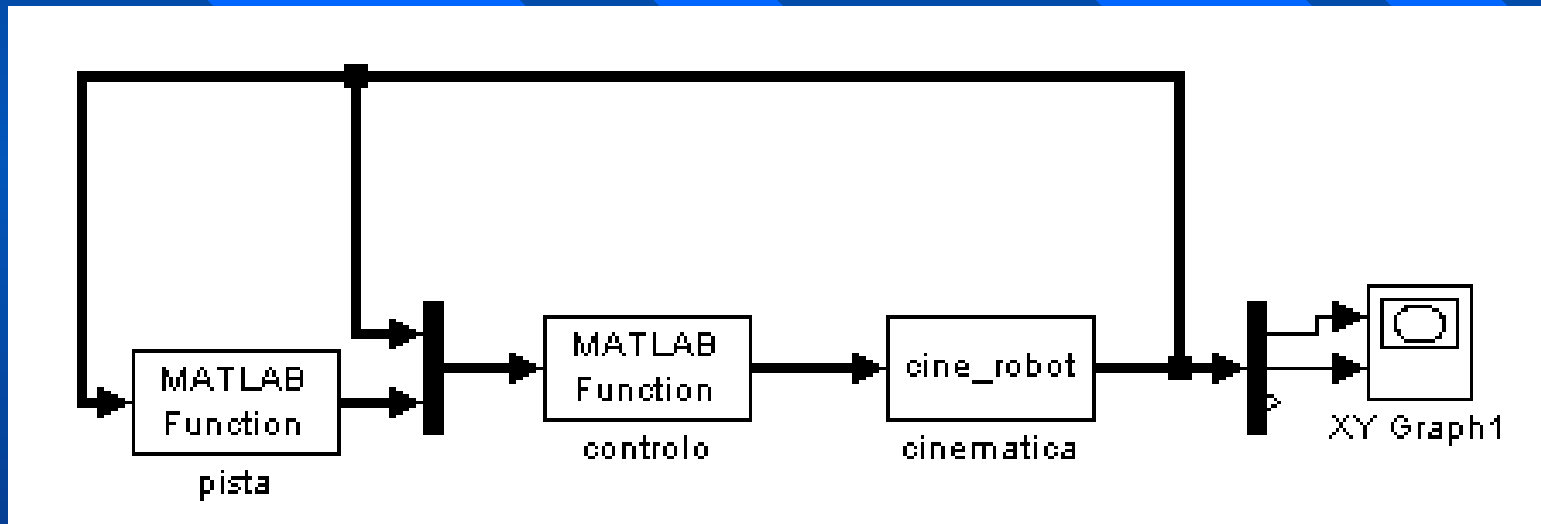 MATLAB
Function
pista
MATLAB
Function
controlo
cine_robot
cinematica
XY Graph1